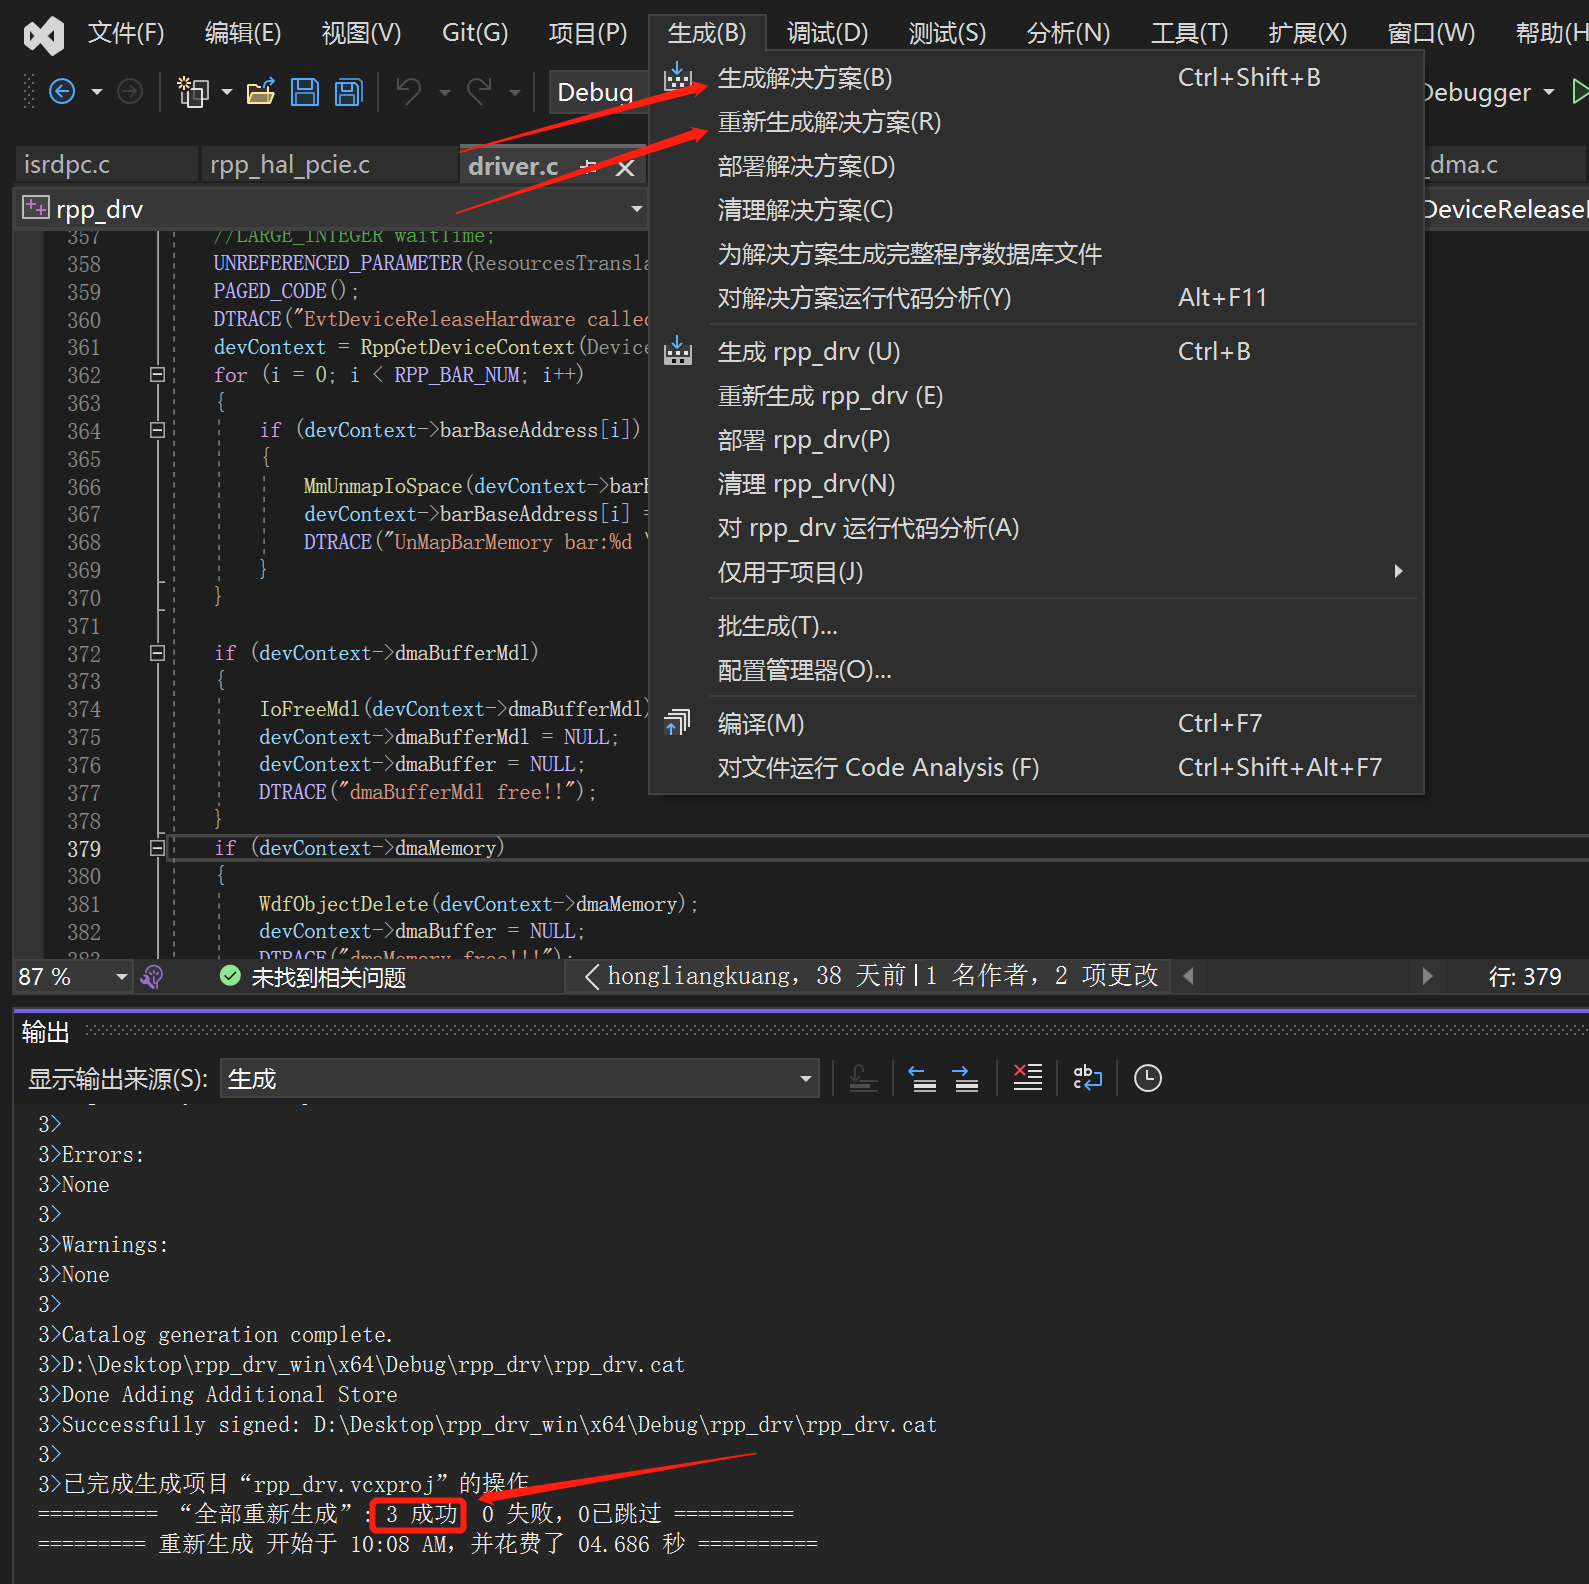 文件(F) 编辑(E) 视图(V) Git(G) 项目(P) 生成(B) 调试(D) 测试(S) 分析(N) 工具(T) 扩展(X) 窗口(W) 帮助(H
Debug
Debugger
生成解决方案(B) Ctrl+Shift+B
重新生成解决方案(R)
部署解决方案(D)
清理解决方案(C)
为解决方案生成完整程序数据库文件
对解决方案运行代码分析(Y) Alt+F11
生成 rpp_drv (U) Ctrl+B
重新生成 rpp_drv (E)
部署 rpp_drv(P)
清理 rpp_drv(N)
对 rpp_drv 运行代码分析(A)
仅用于项目(J)
批生成(T)...
配置管理器(O)...
编译(M) Ctrl+F7
对文件运行 Code Analysis (F) Ctrl+Shift+Alt+F7
isrdpc.c rpp_hal_pcie.c driver.c _dma.c
rpp_drv DeviceRelease
357 //LARGE_INTEGER waitTime;
358 UNREFERENCED_PARAMETER(ResourcesTransla
359 PAGED_CODE();
360 DTRACE("EvtDeviceReleaseHardware called
361 devContext = RppGetDeviceContext(Device
362 for (i = 0; i < RPP_BAR_NUM; i++)
363 {
364 if (devContext->barBaseAddress[i])
365 {
366 MmUnmapIoSpace(devContext->bar
367 devContext->barBaseAddress[i] =
368 DTRACE("UnMapBarMemory bar:%d \
369 }
370 }
371
372 if (devContext->dmaBufferMdl)
373 {
374 IoFreeMdl(devContext->dmaBufferMdl)
375 devContext->dmaBufferMdl = NULL;
376 devContext->dmaBuffer = NULL;
377 DTRACE("dmaBufferMdl free!!");
378 }
379 if (devContext->dmaMemory)
380 {
381 WdfObjectDelete(devContext->dmaMemory);
382 devContext->dmaBuffer = NULL;
383 DTRACE("dmaMemory free!!!");
87 % 未找到相关问题 hongliangkuang, 38 天前|1 名作者, 2 项更改 行: 379
输出
显示输出来源(S): 生成
3>
3>Errors:
3>None
3>
3>Warnings:
3>None
3>
3>Catalog generation complete.
3>D:\Desktop\rpp_drv_win\x64\Debug\rpp_drv\rpp_drv.cat
3>Done Adding Additional Store
3>Successfully signed: D:\Desktop\rpp_drv_win\x64\Debug\rpp_drv\rpp_drv.cat
3>
3>已完成生成项目“rpp_drv.vcxproj”的操作
========== “全部重新生成”: 3 成功 0 失败, 0已跳过 ==========
========= 重新生成 开始于 10:08 AM, 并花费了 04.686 秒 ==========